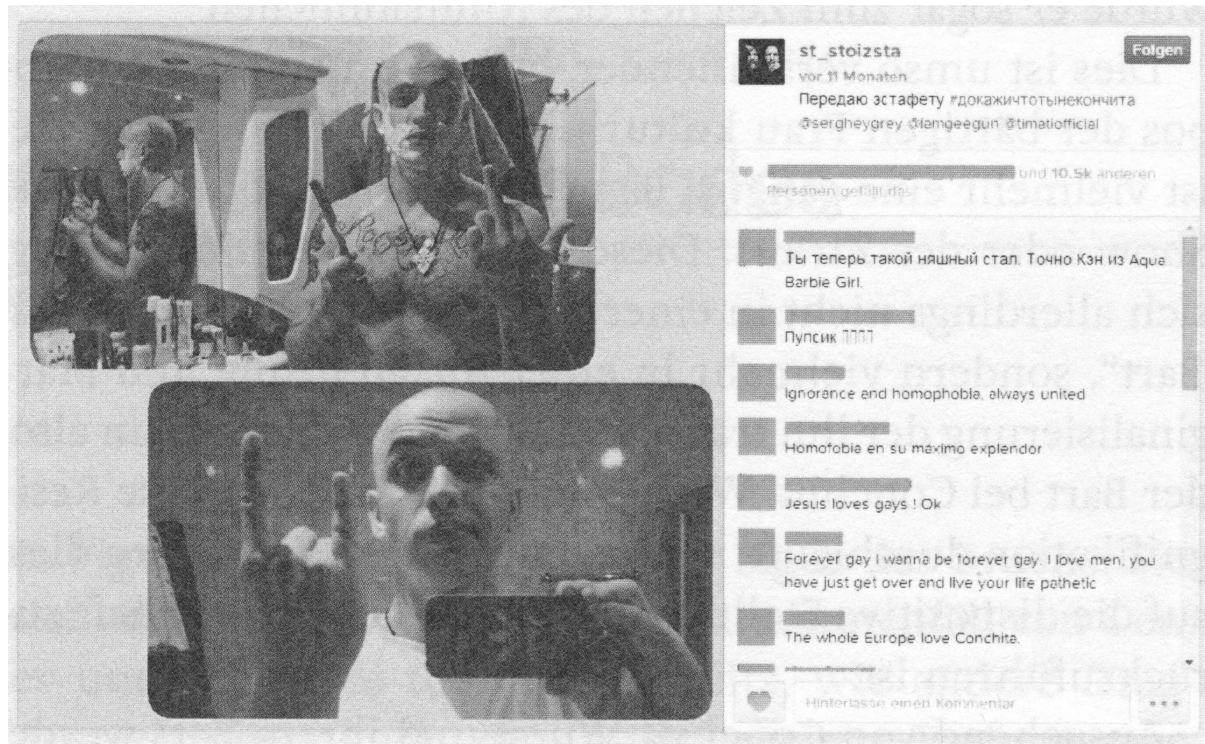 st_stoizsta
Folgen
vor 11 Monaten
Передаю эстафету #докажичтотынекончита
@sergheygrey @iamgeegun @timatiofficial
und 10.5k anderen
Personen gefällt das
Ты теперь такой няшный стал. Точно Кэн из Aqua
Barbie Girl.
Пупсик
Ignorance and homophobia, always united
Homofobia en su maximo explendor
Jesus loves gays ! Ok
Forever gay I wanna be forever gay. I love men, you
have just get over and live your life pathetic
The whole Europe love Conchita.
Hinterlasse einen Kommentar